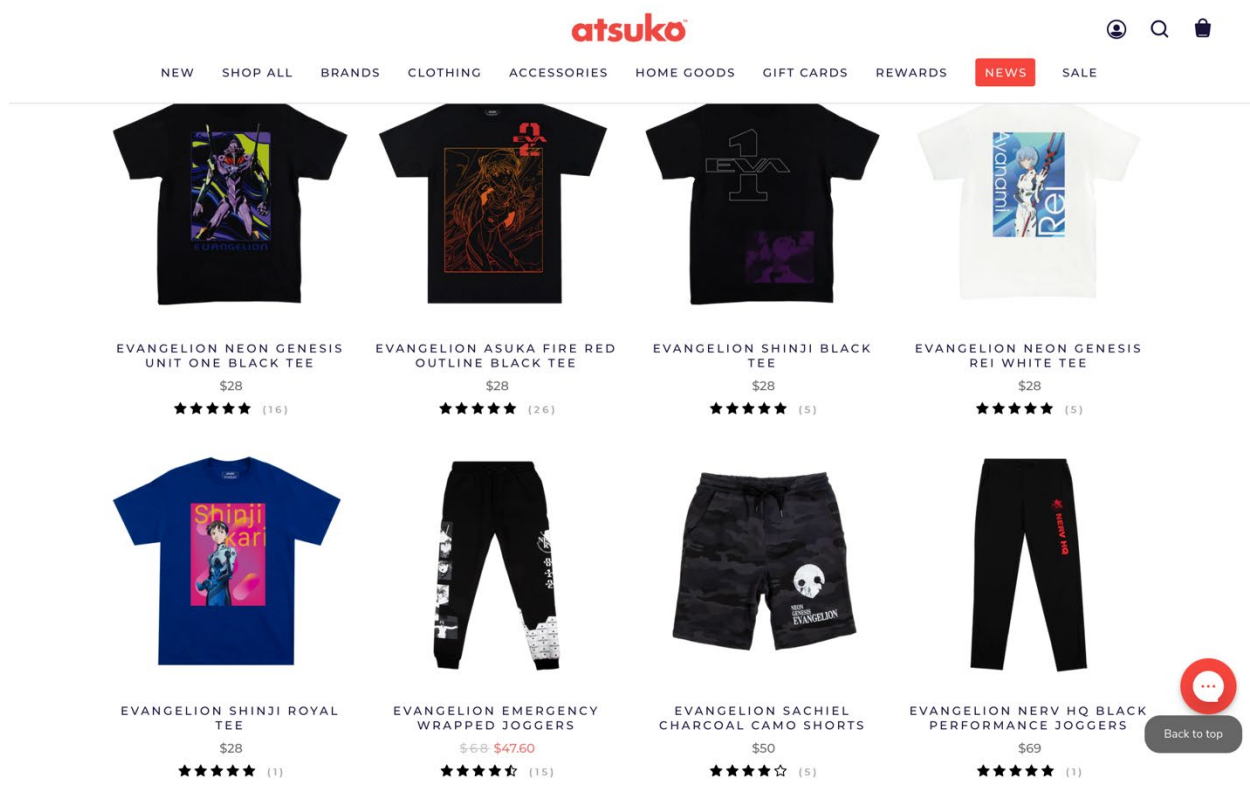 atsuko
NEW SHOP ALL BRANDS CLOTHING ACCESSORIES HOME GOODS GIFT CARDS REWARDS NEWS SALE
EVANGELION
EVA
2
1
EVA
1
Ayanami
Rei
EVANGELION NEON GENESIS
UNIT ONE BLACK TEE
$28
(16)
EVANGELION ASUKA FIRE RED
OUTLINE BLACK TEE
$28
(26)
EVANGELION SHINJI BLACK
TEE
$28
(5)
EVANGELION NEON GENESIS
REI WHITE TEE
$28
(5)
Shinji
kari
NEON
GENESIS
EVANGELION
NERV HQ
EVANGELION SHINJI ROYAL
TEE
$28
(1)
EVANGELION EMERGENCY
WRAPPED JOGGERS
$68 $47.60
(15)
EVANGELION SACHIEL
CHARCOAL CAMO SHORTS
$50
(5)
EVANGELION NERV HQ BLACK
PERFORMANCE JOGGERS
$69
(1)
Back to top